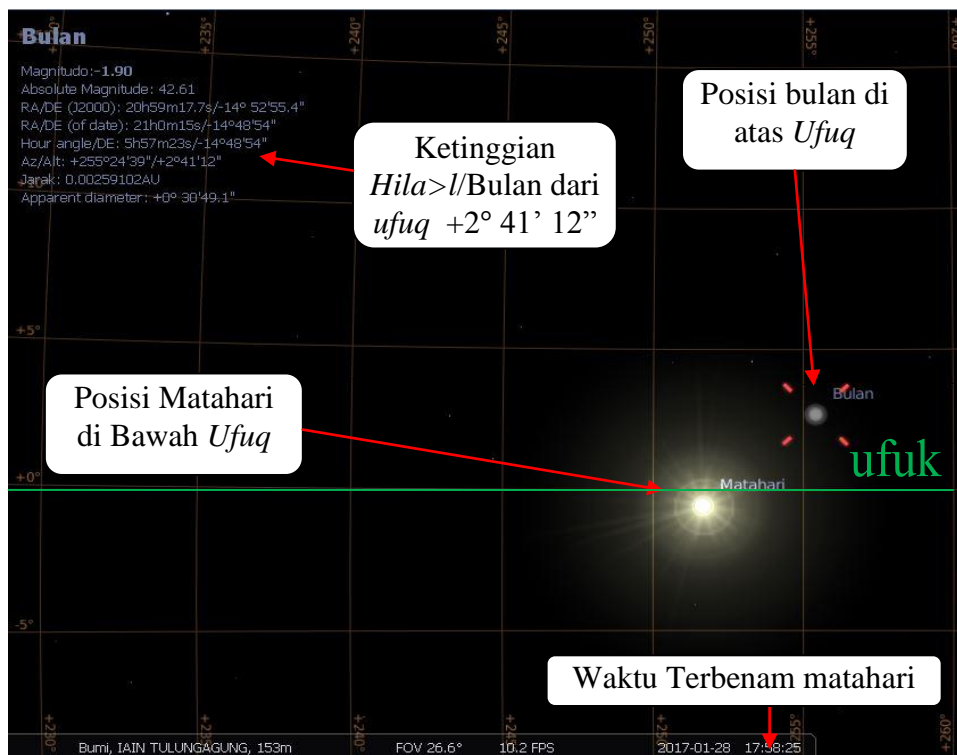 Bulan
Magnitudo:-1.90
Absolute Magnitude: 42.61
RA/DE (J2000): 20h59m17.7s/-14° 52'55.4"
RA/DE (of date): 21h0m15s/-14°48'54"
Hour angle/DE: 5h57m23s/-14°48'54"
Az/Alt: +255°24'39"/+2°41'12"
Jarak: 0.00259102AU
Apparent diameter: +0° 30'49.1"
+235°
+240°
+245°
+250°
+255°
Posisi bulan di
atas Ufuq
Ketinggian
Hila>l/Bulan dari
ufuq +2° 41’ 12”
+10°
+5°
Posisi Matahari
di Bawah Ufuq
Bulan
ufuk
+0°
Matahari
-5°
Waktu Terbenam matahari
+230°
Bumi, IAIN TULUNGAGUNG, 153m
FOV 26.6°
10.2 FPS
2017-01-28 17:58:25